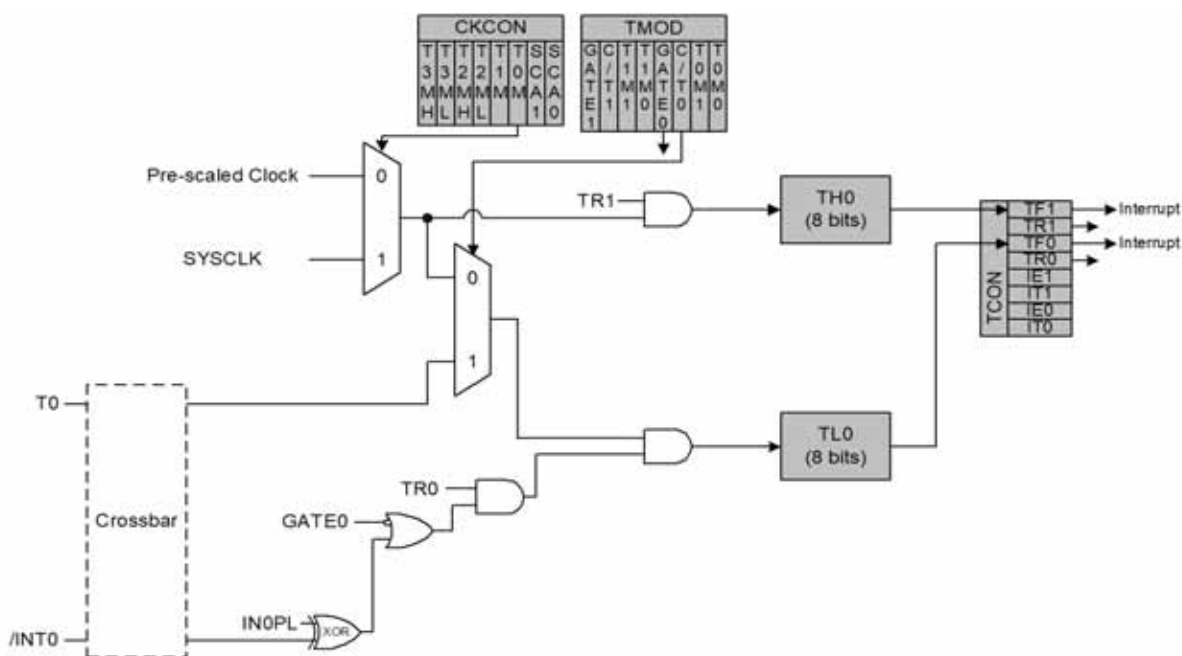 CKCON
T3MH
T3ML
T2MH
T2ML
T1M
T0M
SCA1
SCA0
TMOD
GATE1
C/T1
T1M1
T1M0
GATE0
C/T0
T0M1
T0M0
Pre-scaled Clock
0
SYSCLK
1
TR1
TH0
(8 bits)
TCON
TF1
TR1
TF0
TR0
IE1
IT1
IE0
IT0
Interrupt
Interrupt
0
1
T0
Crossbar
TL0
(8 bits)
TR0
GATE0
IN0PL
XOR
/INT0